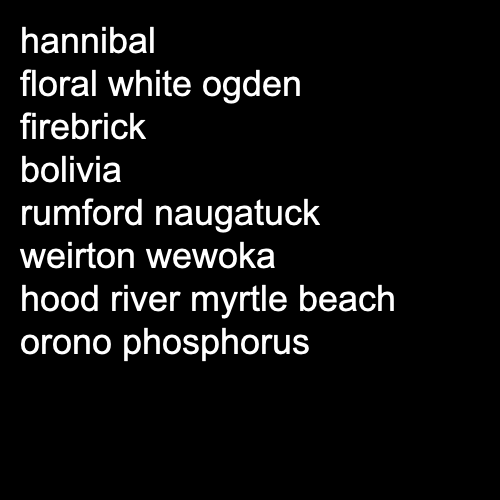 hannibal
floral white ogden
firebrick
bolivia
rumford naugatuck
weirton wewoka
hood river myrtle beach
orono phosphorus